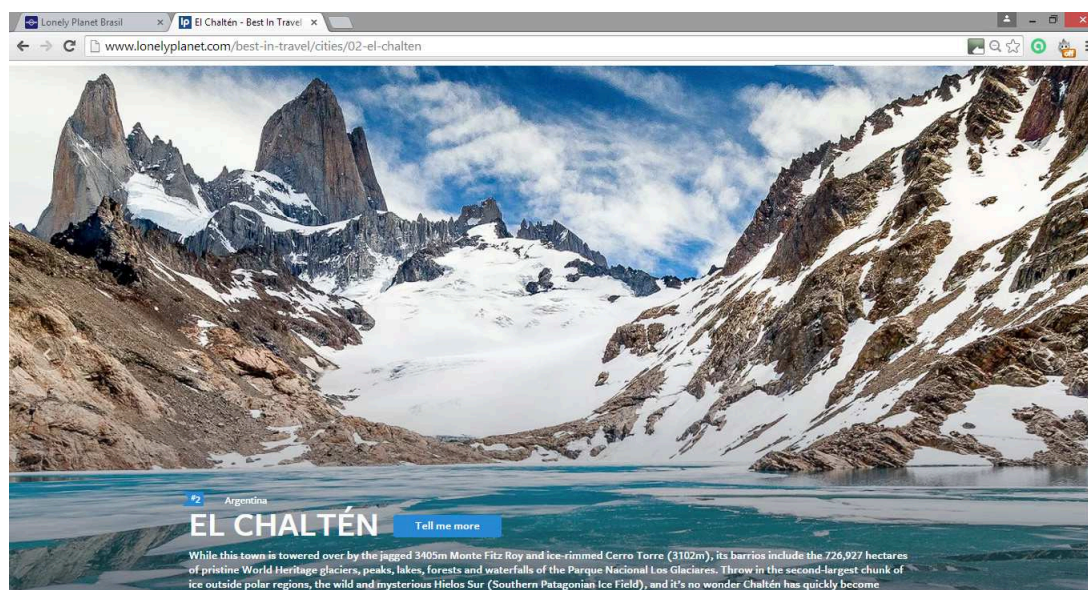 Lonely Planet Brasil
lp El Chaltén - Best In Travel
www.lonelyplanet.com/best-in-travel/cities/02-el-chalten
off
#2 Argentina
EL CHALTÉN Tell me more
While this town is towered over by the jagged 3405m Monte Fitz Roy and ice-rimmed Cerro Torre (3102m), its barrios include the 726,927 hectares
of pristine World Heritage glaciers, peaks, lakes, forests and waterfalls of the Parque Nacional Los Glaciares. Throw in the second-largest chunk of
ice outside polar regions, the wild and mysterious Hielos Sur (Southern Patagonian Ice Field), and it's no wonder Chaltén has quickly become